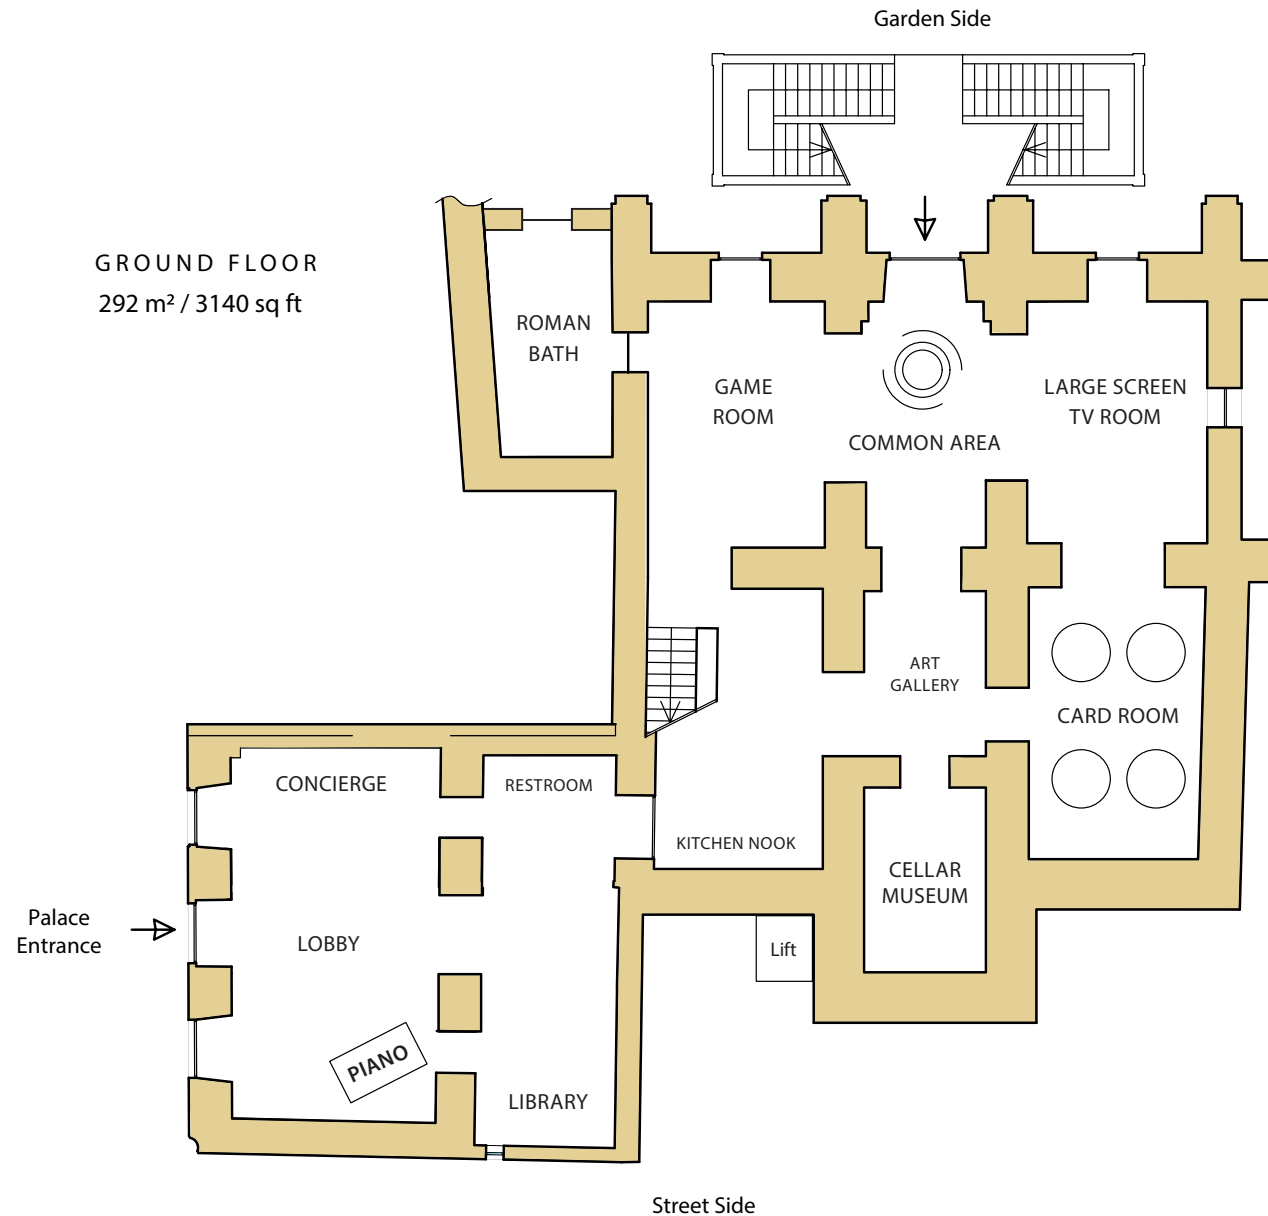 Garden Side
GROUND FLOOR
292 m² / 3140 sq ft
ROMAN
BATH
GAME
ROOM
LARGE SCREEN
TV ROOM
COMMON AREA
ART
GALLERY
CARD ROOM
CONCIERGE
RESTROOM
KITCHEN NOOK
CELLAR
MUSEUM
Palace
Entrance
LOBBY
Lift
PIANO
LIBRARY
Street Side